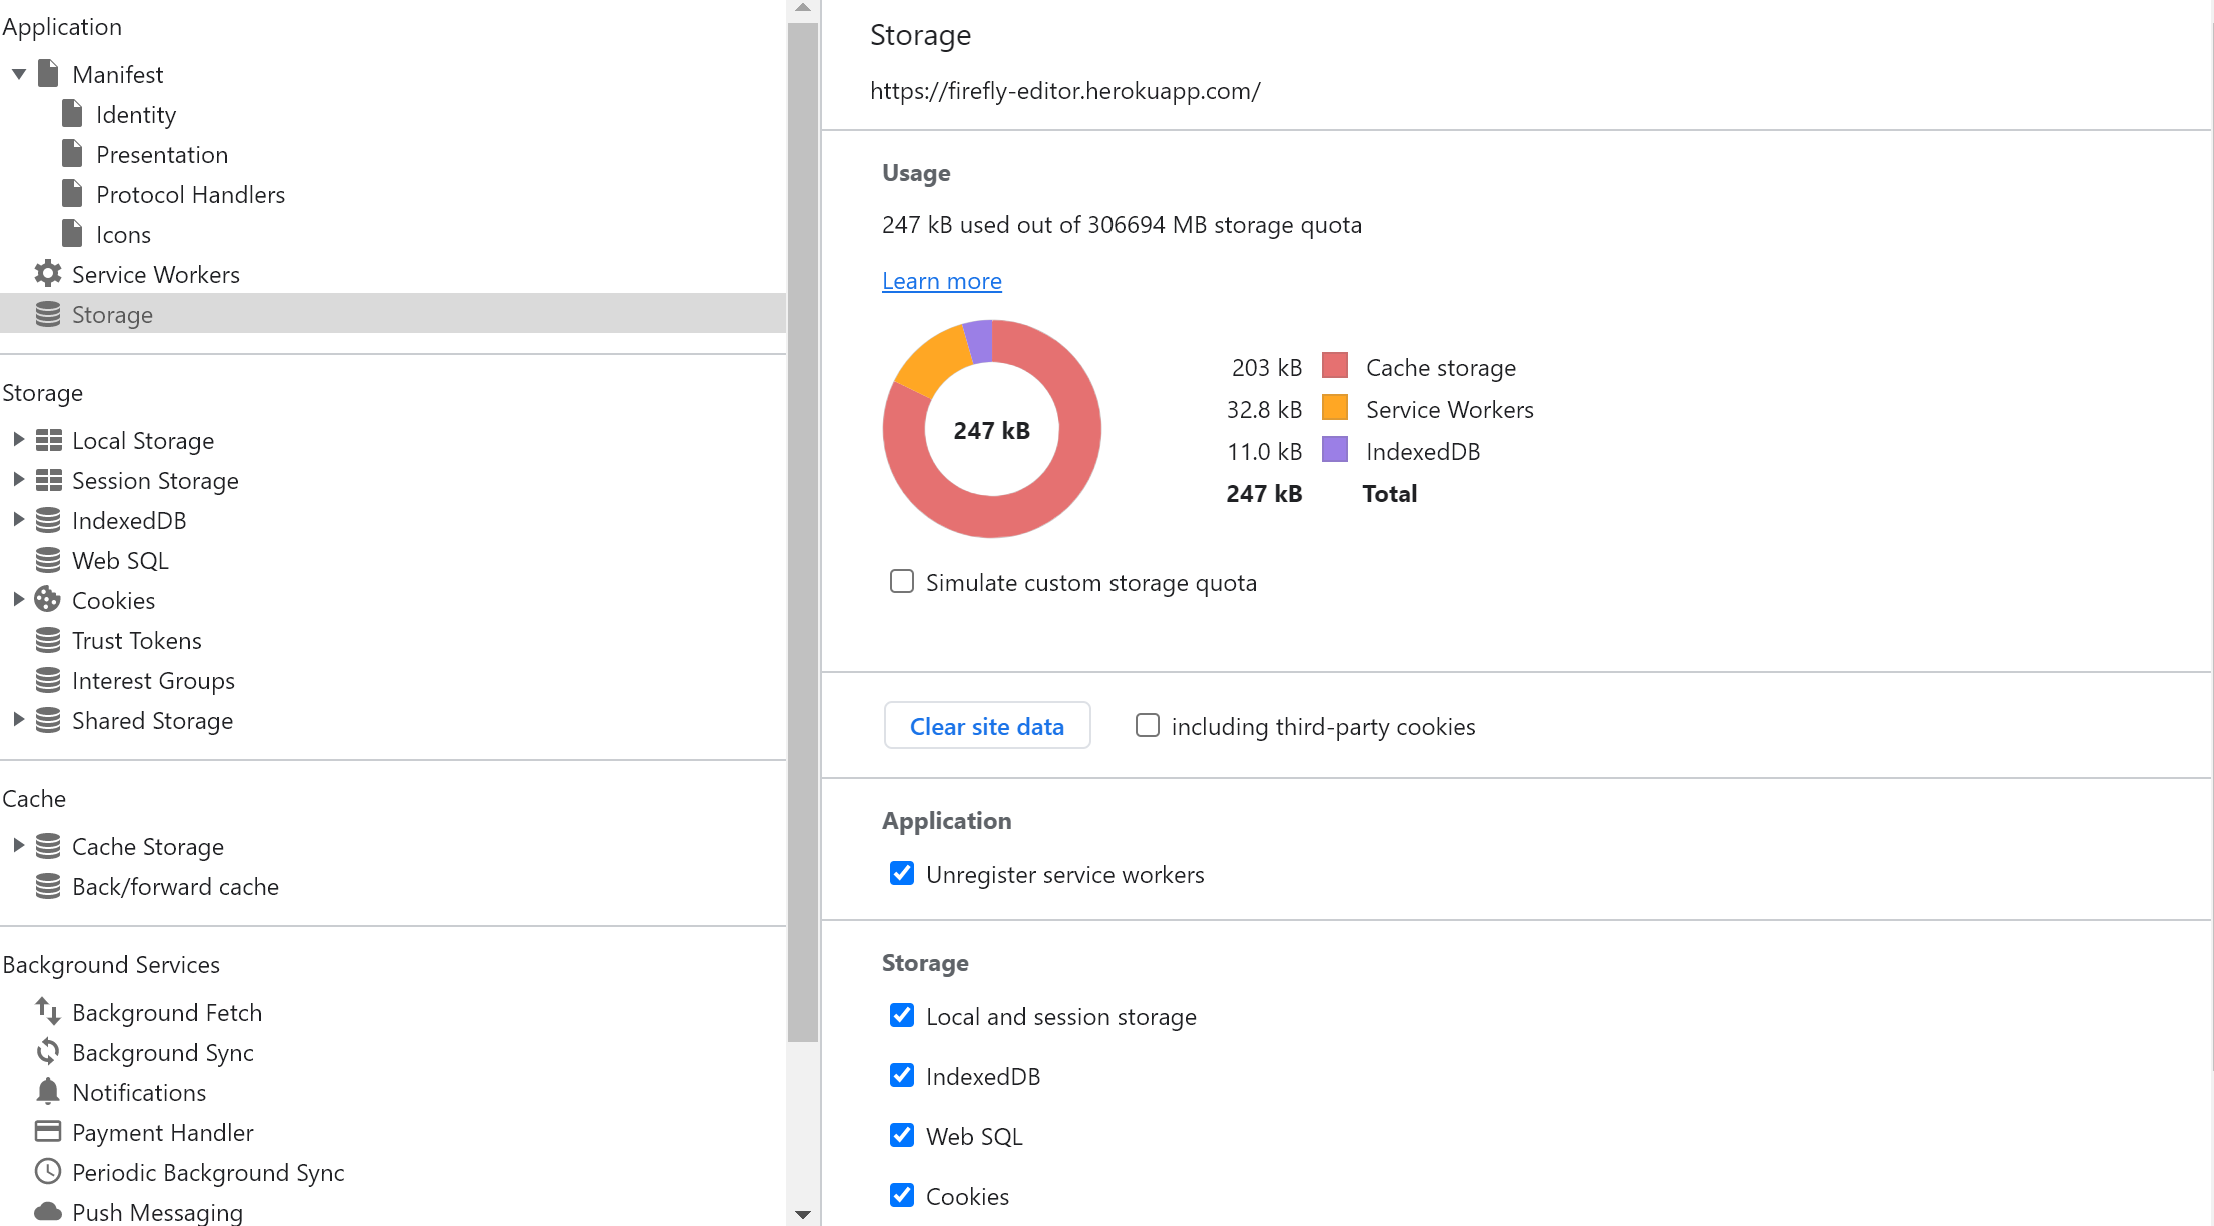 Application
Manifest
Identity
Presentation
Protocol Handlers
Icons
Service Workers
Storage
Storage
Local Storage
Session Storage
IndexedDB
Web SQL
Cookies
Trust Tokens
Interest Groups
Shared Storage
Cache
Cache Storage
Back/forward cache
Background Services
Background Fetch
Background Sync
Notifications
Payment Handler
Periodic Background Sync
Push Messaging
Storage
https://firefly-editor.herokuapp.com/
Usage
247 kB used out of 306694 MB storage quota
Learn more
247 kB
203 kB Cache storage
32.8 kB Service Workers
11.0 kB IndexedDB
247 kB Total
Simulate custom storage quota
Clear site data including third-party cookies
Application
Unregister service workers
Storage
Local and session storage
IndexedDB
Web SQL
Cookies